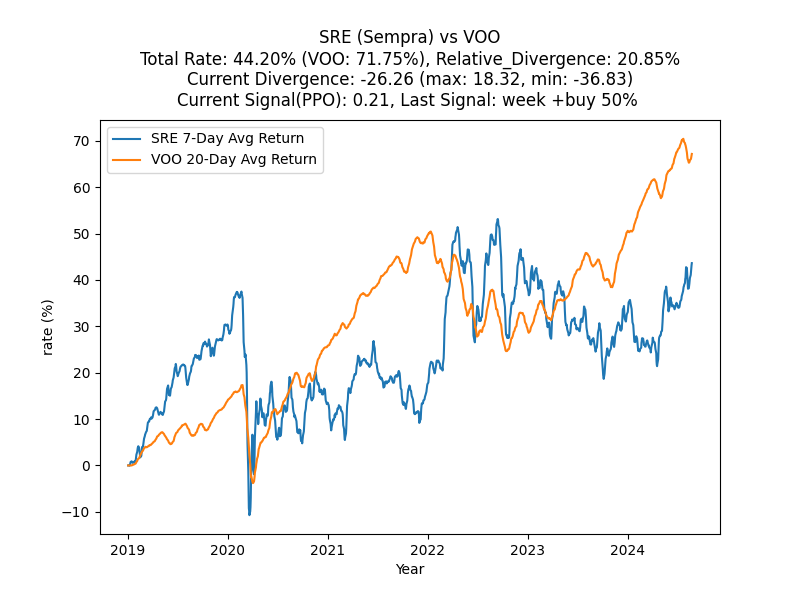 SRE (Sempra) vs VOO
Total Rate: 44.20% (VOO: 71.75%), Relative_Divergence: 20.85%
Current Divergence: -26.26 (max: 18.32, min: -36.83)
Current Signal(PPO): 0.21, Last Signal: week +buy 50%
SRE 7-Day Avg Return
VOO 20-Day Avg Return
rate (%)
70
60
50
40
30
20
10
0
−10
2019 2020 2021 2022 2023 2024
Year